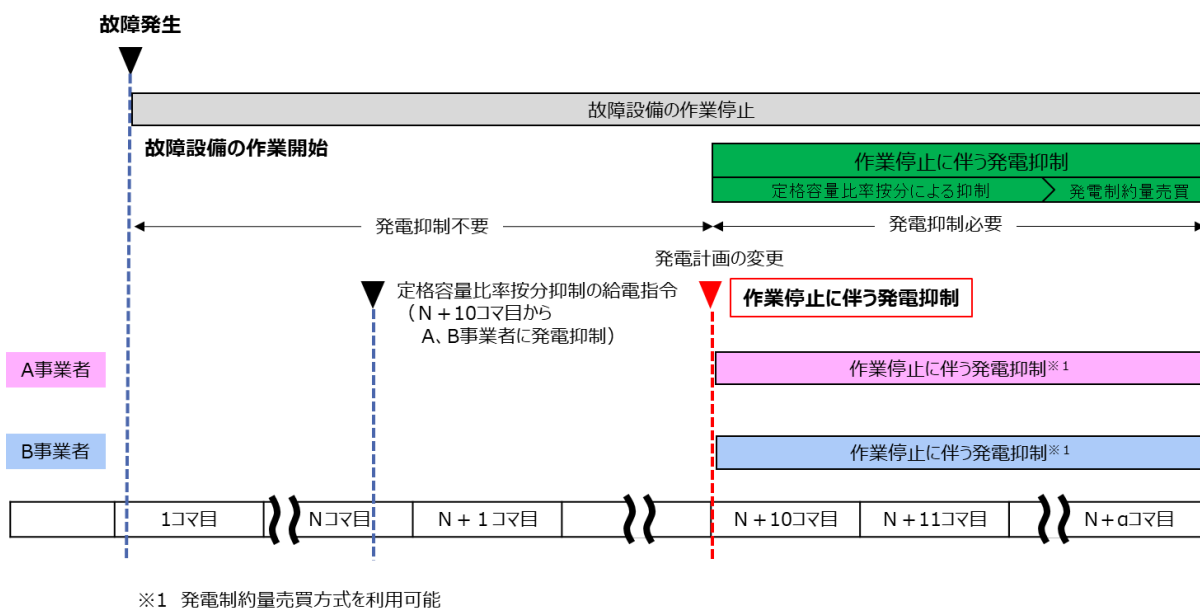 故障発生
故障設備の作業停止
故障設備の作業開始
作業停止に伴う発電抑制
定格容量比率按分による抑制
発電制約量売買
発電抑制不要
発電抑制必要
発電計画の変更
定格容量比率按分抑制の給電指令
（N＋10コマ目から
A、B事業者に発電抑制）
作業停止に伴う発電抑制
A事業者
作業停止に伴う発電抑制※1
B事業者
作業停止に伴う発電抑制※1
1コマ目
Nコマ目
N＋1コマ目
N＋10コマ目
N＋11コマ目
N+αコマ目
※1 発電制約量売買方式を利用可能